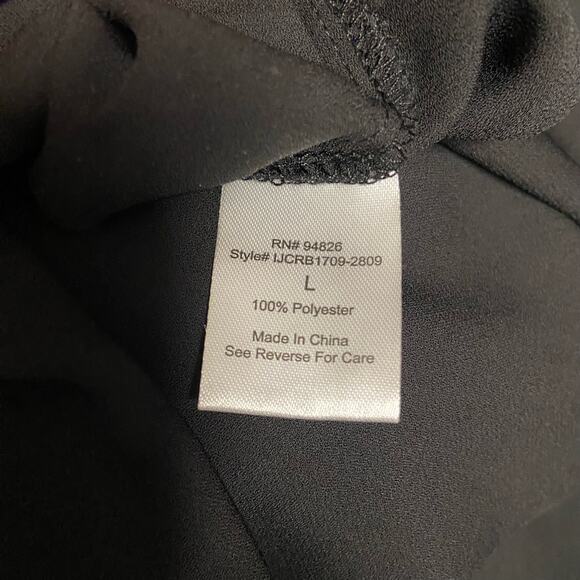 RN# 94826
Style# IJCRB1709-2809
L
100% Polyester
Made In China
See Reverse For Care